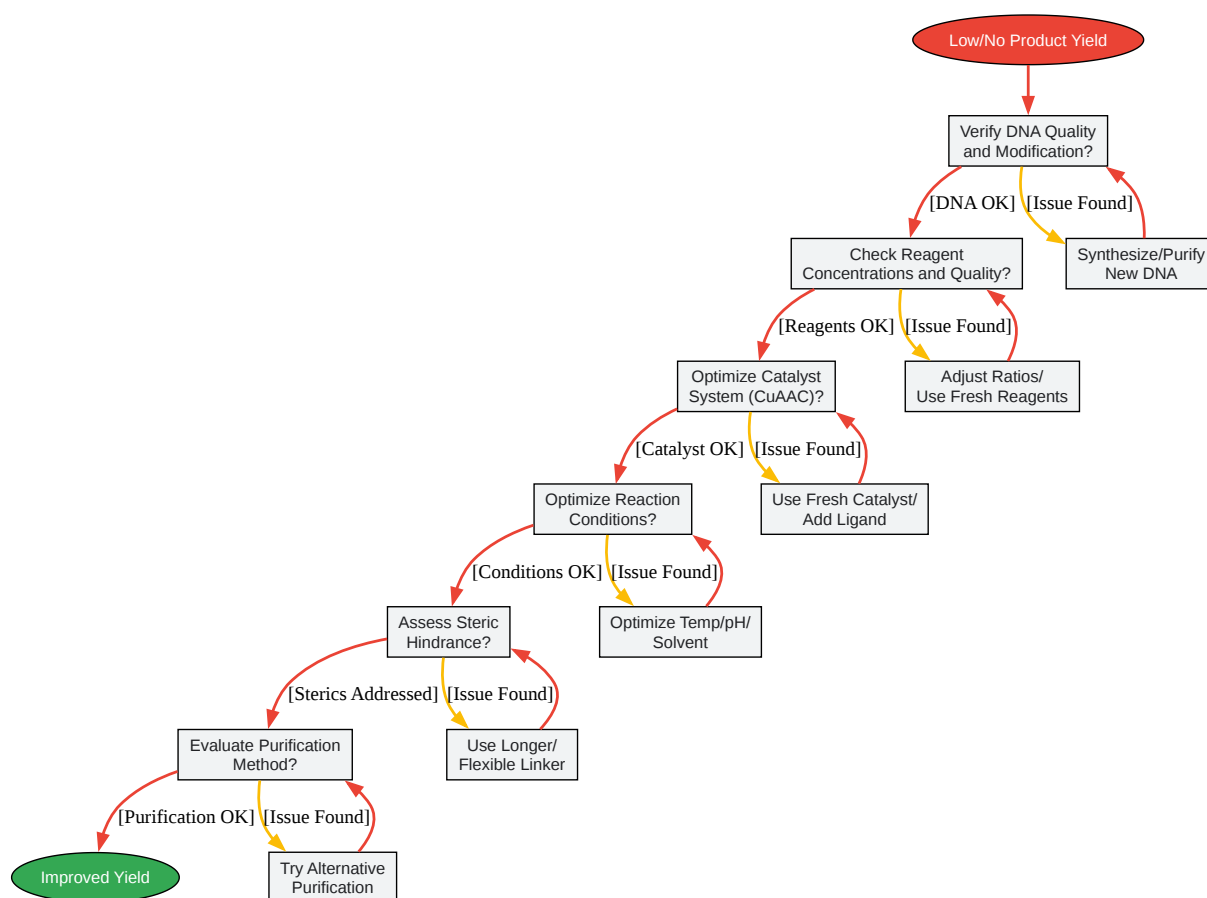 Low/No Product Yield
Verify DNA Quality
and Modification?
[DNA OK]
[Issue Found]
Check Reagent
Concentrations and Quality?
Synthesize/Purify
New DNA
[Reagents OK]
[Issue Found]
Optimize Catalyst
System (CuAAC)?
Adjust Ratios/
Use Fresh Reagents
[Catalyst OK]
[Issue Found]
Optimize Reaction
Conditions?
Use Fresh Catalyst/
Add Ligand
[Conditions OK]
[Issue Found]
Assess Steric
Hindrance?
Optimize Temp/pH/
Solvent
[Sterics Addressed]
[Issue Found]
Evaluate Purification
Method?
Use Longer/
Flexible Linker
[Purification OK]
[Issue Found]
Improved Yield
Try Alternative
Purification